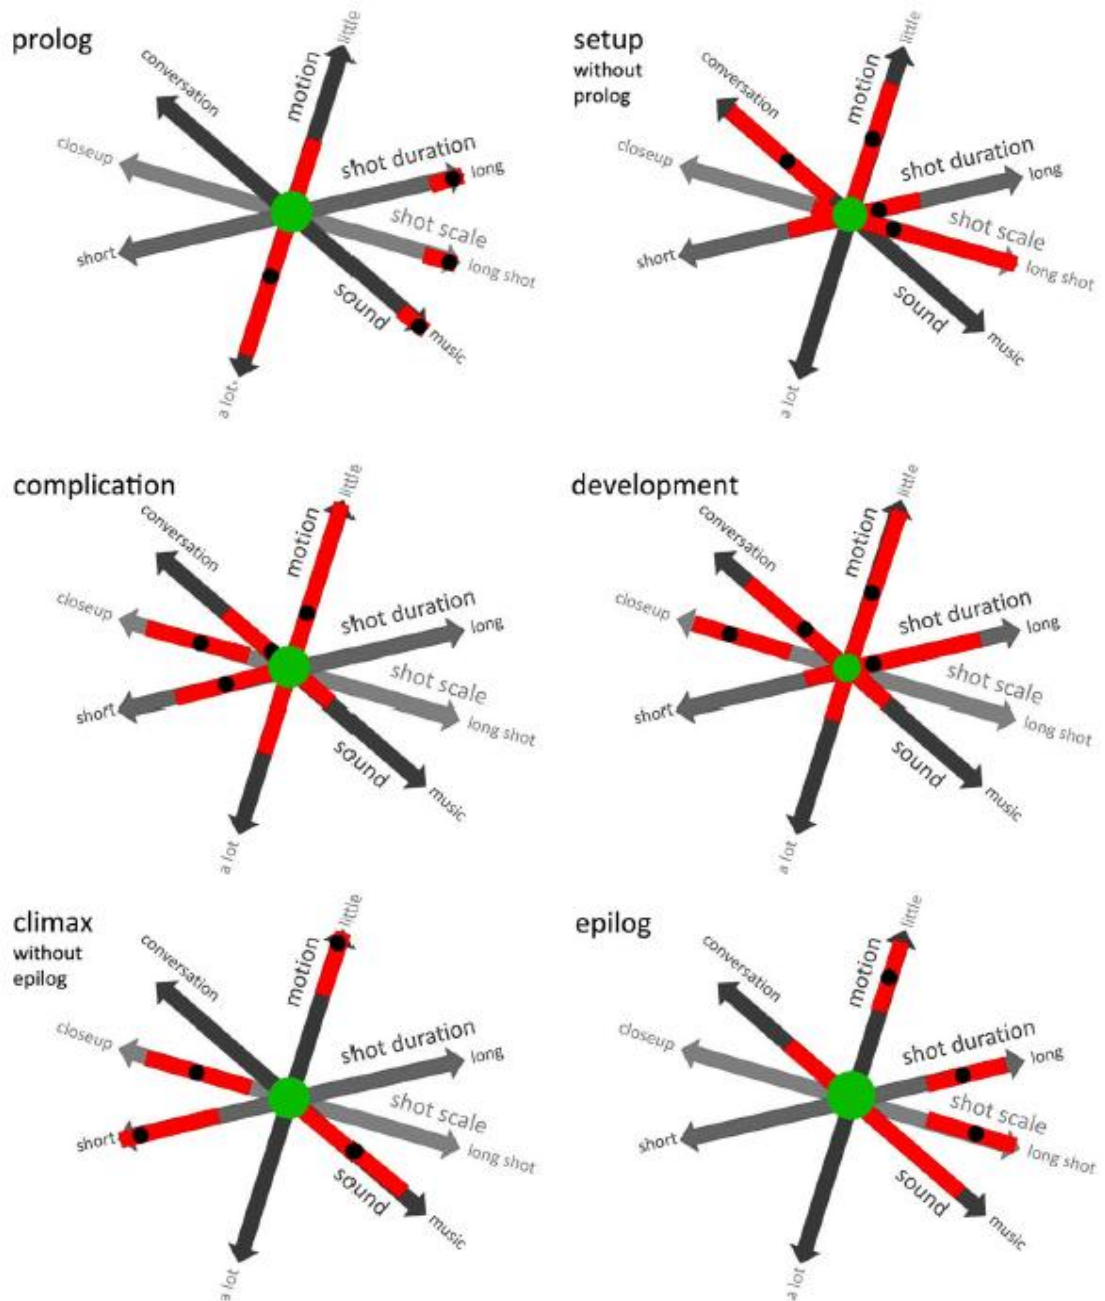 prolog
little
motion
conversation
closeup
shot duration
long
shot scale
short
long shot
sound
music
a lot
setup
without
prolog
little
motion
conversation
closeup
shot duration
long
shot scale
short
long shot
sound
music
a lot
complication
little
motion
conversation
closeup
shot duration
long
shot scale
short
long shot
sound
music
a lot
development
little
motion
conversation
closeup
shot duration
long
shot scale
short
long shot
sound
music
a lot
climax
without
epilog
little
motion
conversation
closeup
shot duration
long
shot scale
short
long shot
sound
music
a lot
epilog
little
motion
conversation
closeup
shot duration
long
shot scale
short
long shot
sound
music
a lot